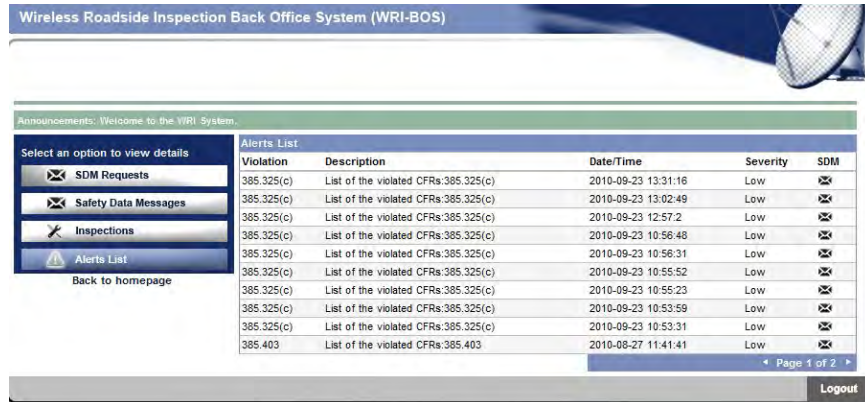 Wireless Roadside Inspection Back Office System (WRI-BOS)
Announcements: Welcome to the WRI System.
Select an option to view details
SDM Requests
Safety Data Messages
Inspections
Alerts List
Back to homepage
Alerts List
Violation Description Date/Time Severity SDM
385.325(c) List of the violated CFRs:385.325(c) 2010-09-23 13:31:16 Low
385.325(c) List of the violated CFRs:385.325(c) 2010-09-23 13:02:49 Low
385.325(c) List of the violated CFRs:385.325(c) 2010-09-23 12:57:2 Low
385.325(c) List of the violated CFRs:385.325(c) 2010-09-23 10:56:48 Low
385.325(c) List of the violated CFRs:385.325(c) 2010-09-23 10:56:31 Low
385.325(c) List of the violated CFRs:385.325(c) 2010-09-23 10:55:52 Low
385.325(c) List of the violated CFRs:385.325(c) 2010-09-23 10:55:23 Low
385.325(c) List of the violated CFRs:385.325(c) 2010-09-23 10:53:59 Low
385.325(c) List of the violated CFRs:385.325(c) 2010-09-23 10:53:31 Low
385.403 List of the violated CFRs:385.403 2010-08-27 11:41:41 Low
Page 1 of 2
Logout